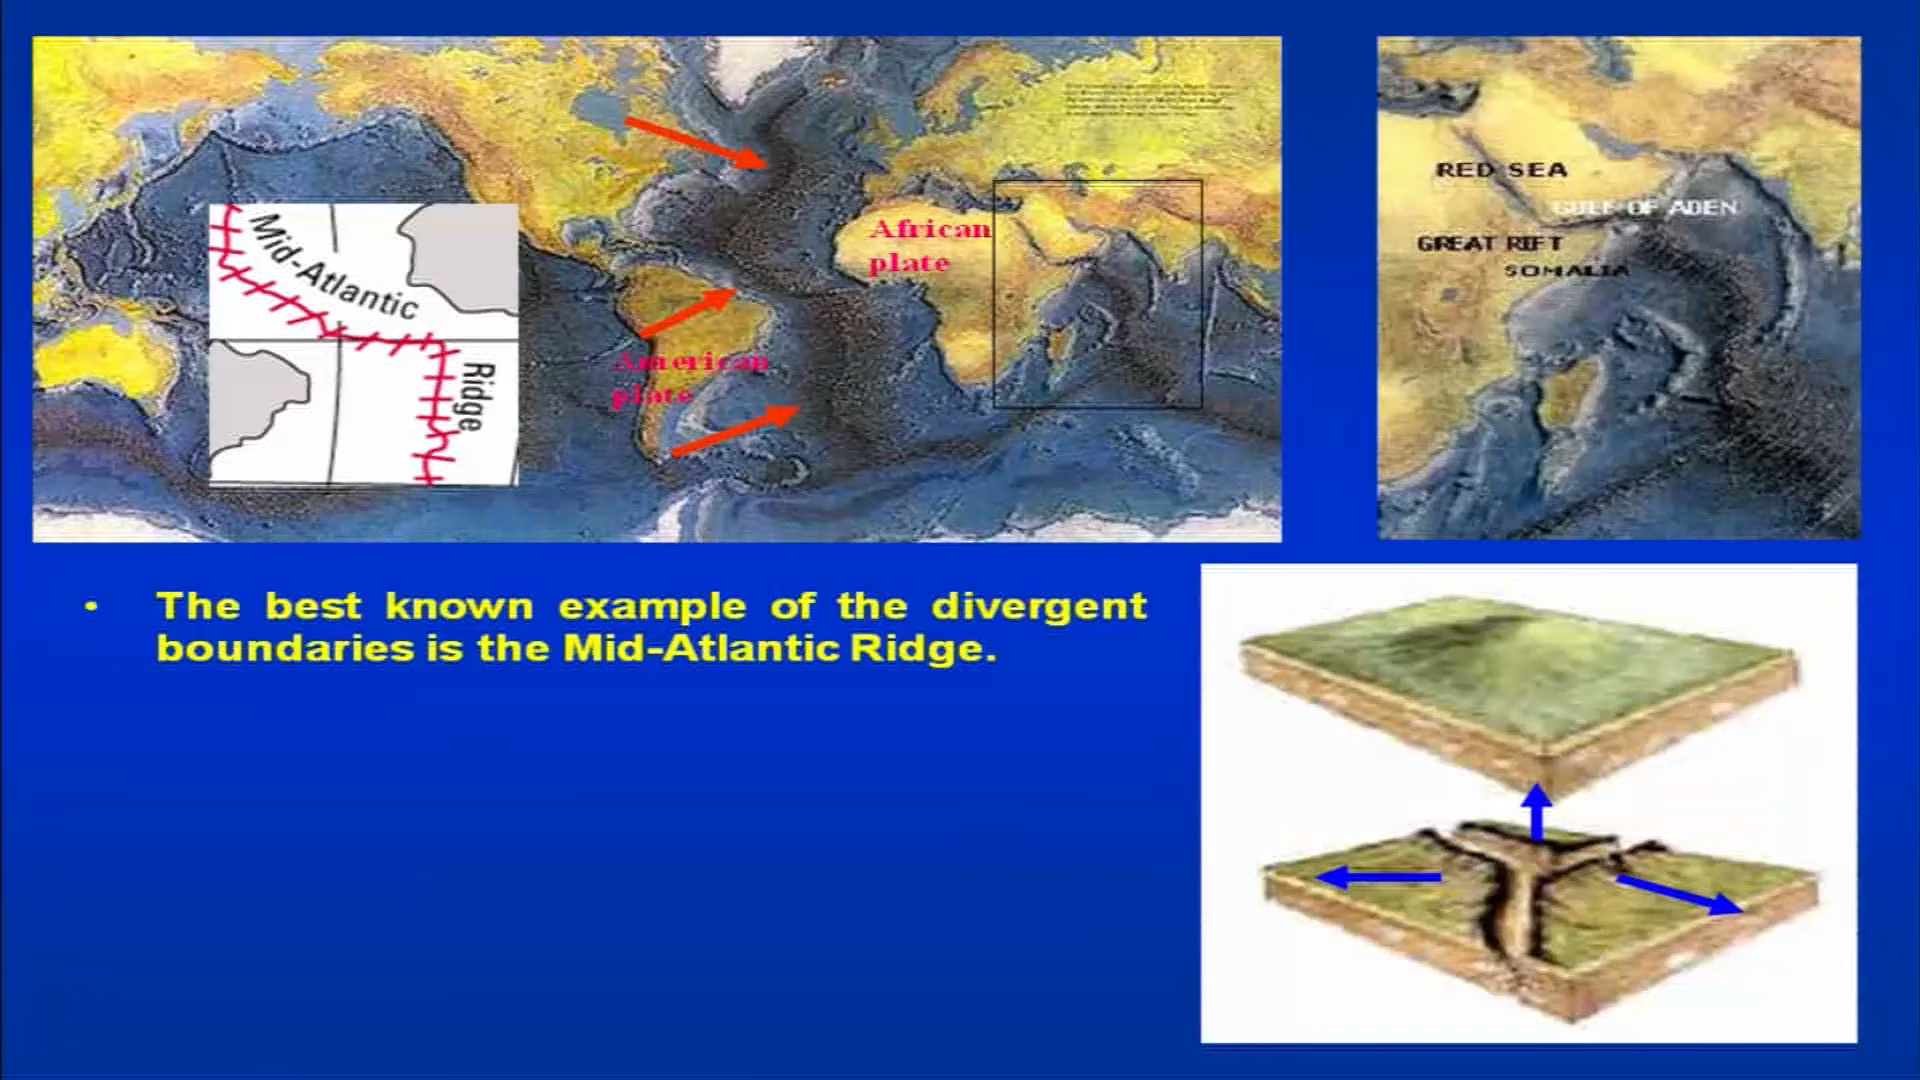 Mid-Atlantic
Ridge
African
plate
American
plate
RED SEA
GULF OF ADEN
GREAT RIFT
SOMALIA
• The best known example of the divergent
boundaries is the Mid-Atlantic Ridge.